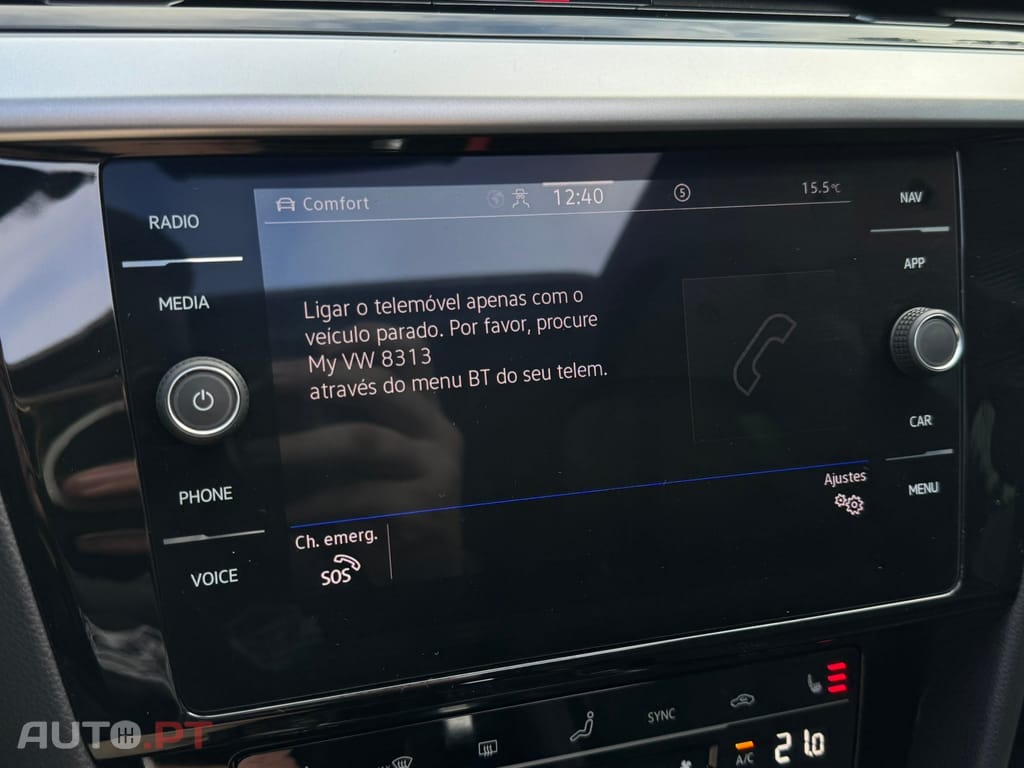 RADIO
MEDIA
PHONE
VOICE
Comfort
12:40
5
15.5°C
Ligar o telemóvel apenas com o
veículo parado. Por favor, procure
My VW 8313
através do menu BT do seu telem.
Ch. emerg.
SOS
Ajustes
NAV
APP
CAR
MENU
SYNC
A/C
21.0
AUTO.PT